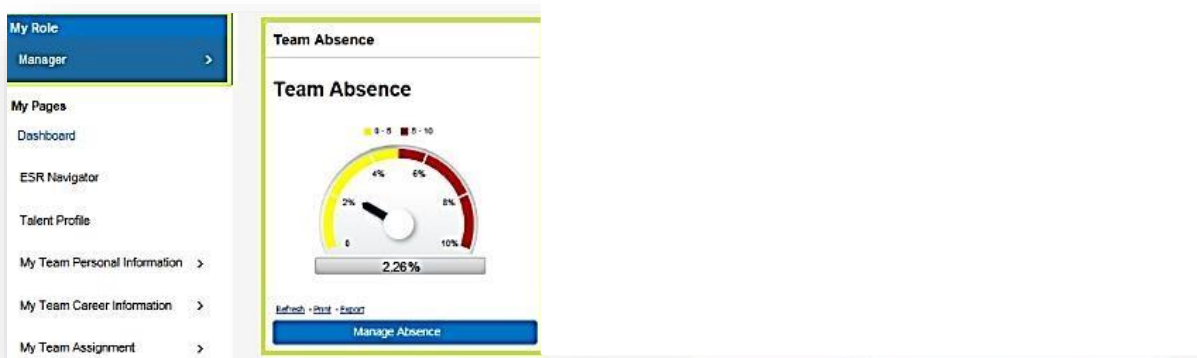 My Role
Manager >
My Pages
Dashboard
ESR Navigator
Talent Profile
My Team Personal Information >
My Team Career Information >
My Team Assignment >
Team Absence
Team Absence
0 - 5 5 - 10
4% 6%
2% 8%
0 10%
2.26%
Refresh - Print - Export
Manage Absence